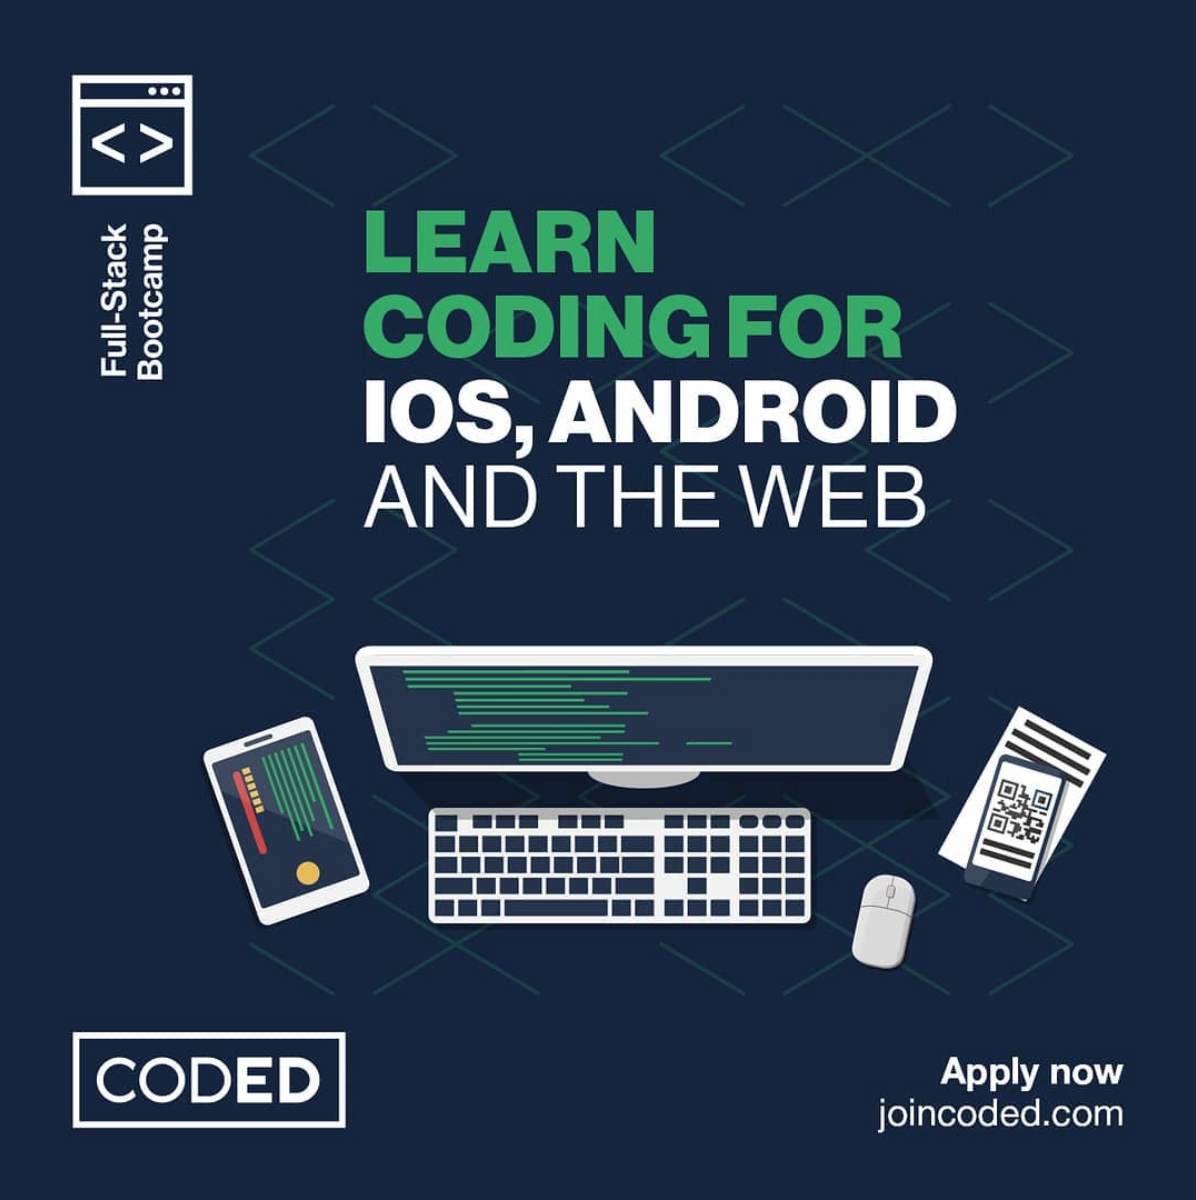 < >
Full-Stack
Bootcamp
LEARN
CODING FOR
IOS, ANDROID
AND THE WEB
CODED
Apply now
joincoded.com